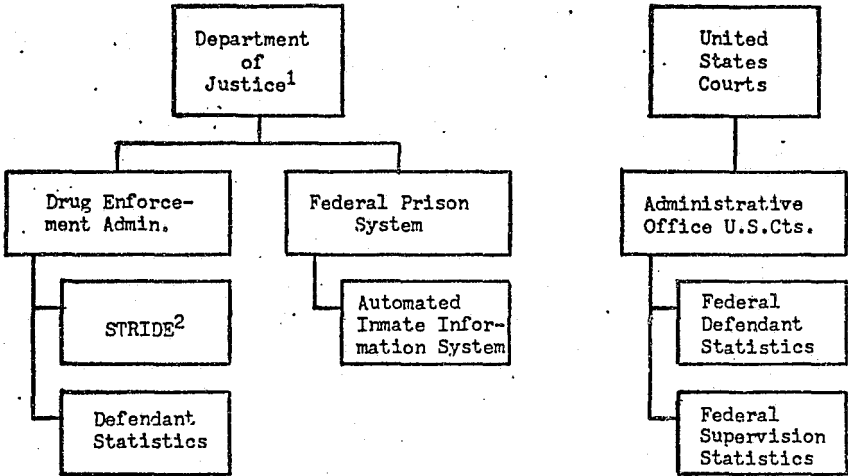 Department
of
Justice1
United
States
Courts
Drug Enforce-
ment Admin.
Federal Prison
System
Administrative
Office U.S.Cts.
STRIDE2
Automated
Inmate Infor-
mation System
Federal
Defendant
Statistics
Defendant
Statistics
Federal
Supervision
Statistics